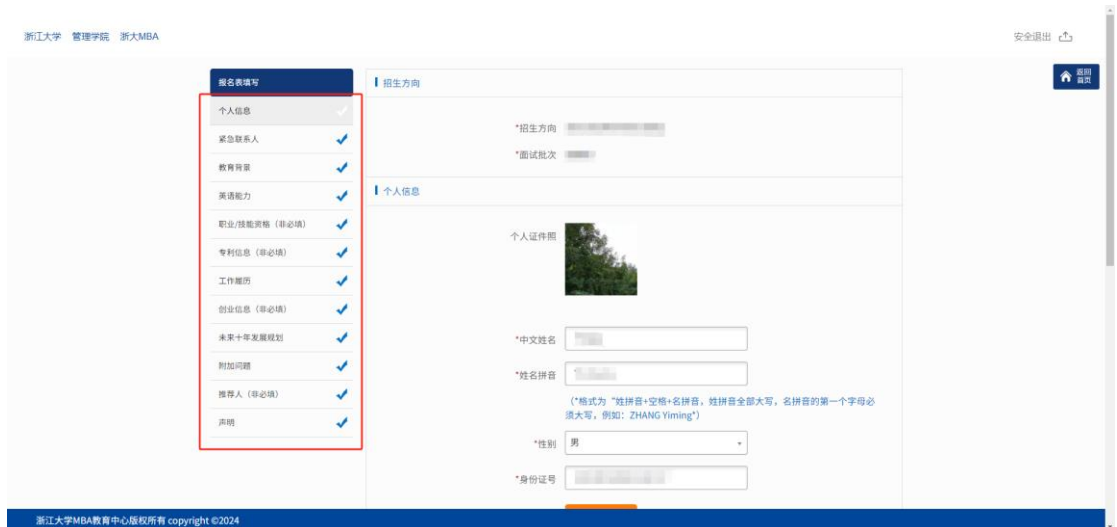 浙江大学 管理学院 浙大MBA
安全退出
返回
首页
报名表填写
个人信息
紧急联系人
教育背景
英语能力
职业/技能资格（非必填）
专利信息（非必填）
工作履历
创业信息（非必填）
未来十年发展规划
附加问题
推荐人（非必填）
声明
招生方向
*招生方向
*面试批次
个人信息
个人证件照
*中文姓名
*姓名拼音
（*格式为“姓拼音+空格+名拼音，姓拼音全部大写，名拼音的第一个字母必
须大写，例如：ZHANG Yiming*）
*性别 男
*身份证号
浙江大学MBA教育中心版权所有 copyright ©2024